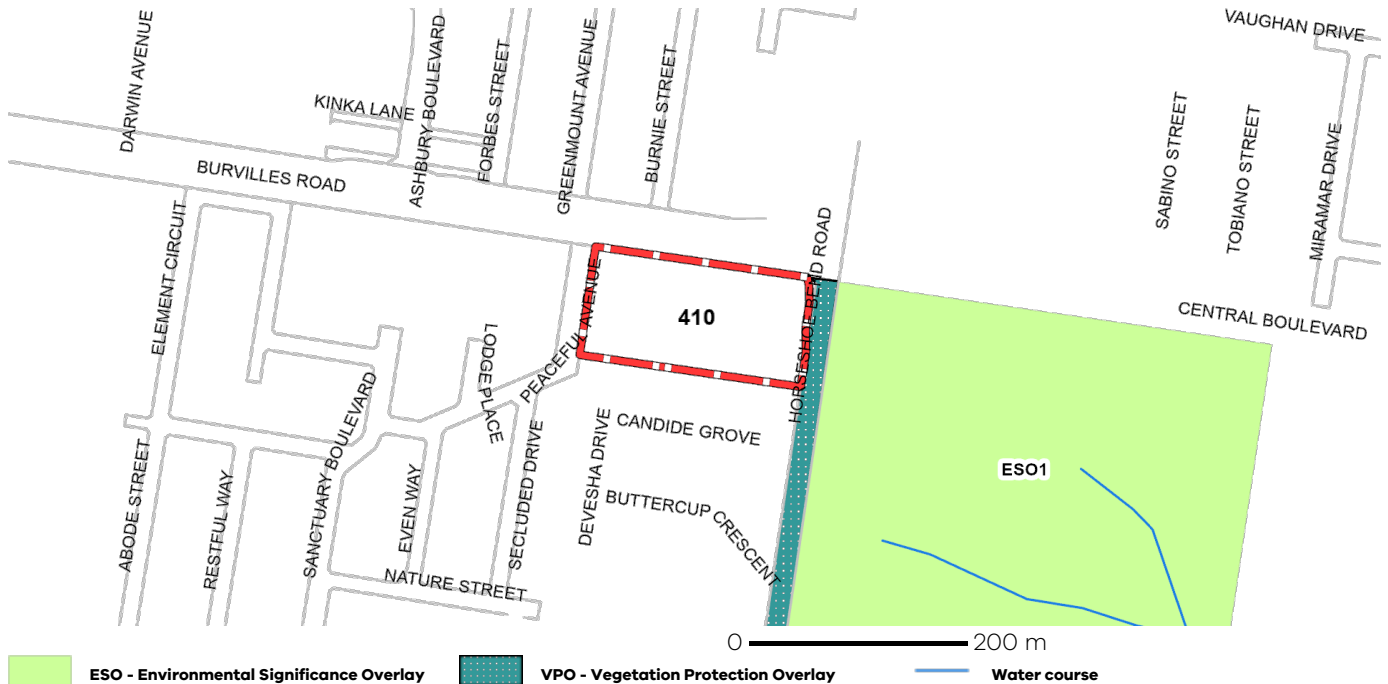 VAUGHAN DRIVE
DARWIN AVENUE
KINKA LANE
ASHBURY BOULEVARD
FORBES STREET
GREENMOUNT AVENUE
BURNIE STREET
SABINO STREET
TOBIANO STREET
MIRAMAR DRIVE
BURVILLES ROAD
ELEMENT CIRCUIT
PEACEFUL AVENUE
410
HORSESHOE BEND ROAD
CENTRAL BOULEVARD
LODGE PLACE
SANCTUARY BOULEVARD
CANDIDE GROVE
ESO1
ABODE STREET
RESTFUL WAY
EVEN WAY
SECLUDED DRIVE
DEVESHA DRIVE
BUTTERCUP CRESCENT
NATURE STREET
0 200 m
ESO - Environmental Significance Overlay
VPO - Vegetation Protection Overlay
Water course